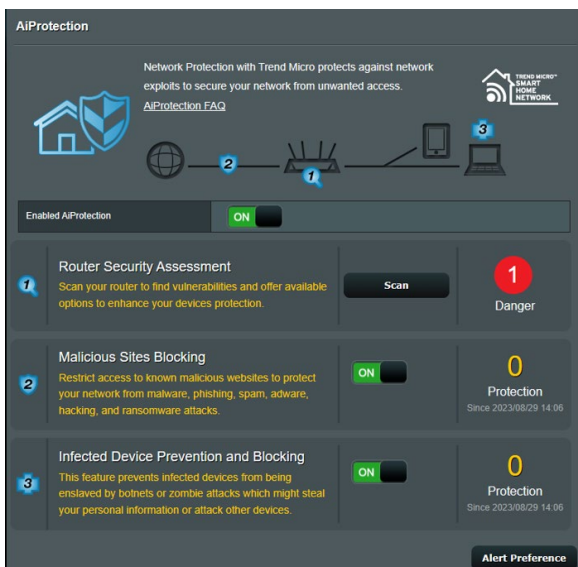 AiProtection
Network Protection with Trend Micro protects against network
exploits to secure your network from unwanted access.
AiProtection FAQ
TREND MICRO™
SMART
HOME
NETWORK
3
2
1
Enabled AiProtection
ON
1
Router Security Assessment
Scan your router to find vulnerabilities and offer available
options to enhance your devices protection.
Scan
1
Danger
2
Malicious Sites Blocking
Restrict access to known malicious websites to protect
your network from malware, phishing, spam, adware,
hacking, and ransomware attacks.
ON
0
Protection
Since 2023/08/29 14:06
3
Infected Device Prevention and Blocking
This feature prevents infected devices from being
enslaved by botnets or zombie attacks which might steal
your personal information or attack other devices.
ON
0
Protection
Since 2023/08/29 14:06
Alert Preference